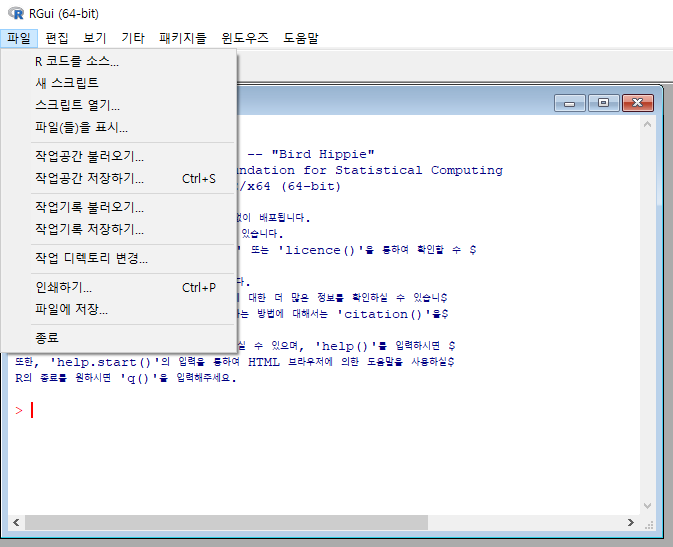 RGui (64-bit)
파일 편집 보기 기타 패키지들 윈도우즈 도움말
R 코드를 소스...
새 스크립트
스크립트 열기...
파일(들)을 표시...
작업공간 불러오기...
작업공간 저장하기... Ctrl+S
작업기록 불러오기...
작업기록 저장하기...
작업 디렉토리 변경...
인쇄하기... Ctrl+P
파일에 저장...
종료
-- "Bird Hippie"
ndation for Statistical Computing
/x64 (64-bit)
없이 배포됩니다.
있습니다.
' 또는 'licence()'을 통하여 확인할 수 $
다.
대한 더 많은 정보를 확인하실 수 있습니$
하는 방법에 대해서는 'citation()'을$
실 수 있으며, 'help()'를 입력하시면 $
또한, 'help.start()'의 입력을 통하여 HTML 브라우저에 의한 도움말을 사용하실$
R의 종료를 원하시면 'q()'을 입력해주세요.
>